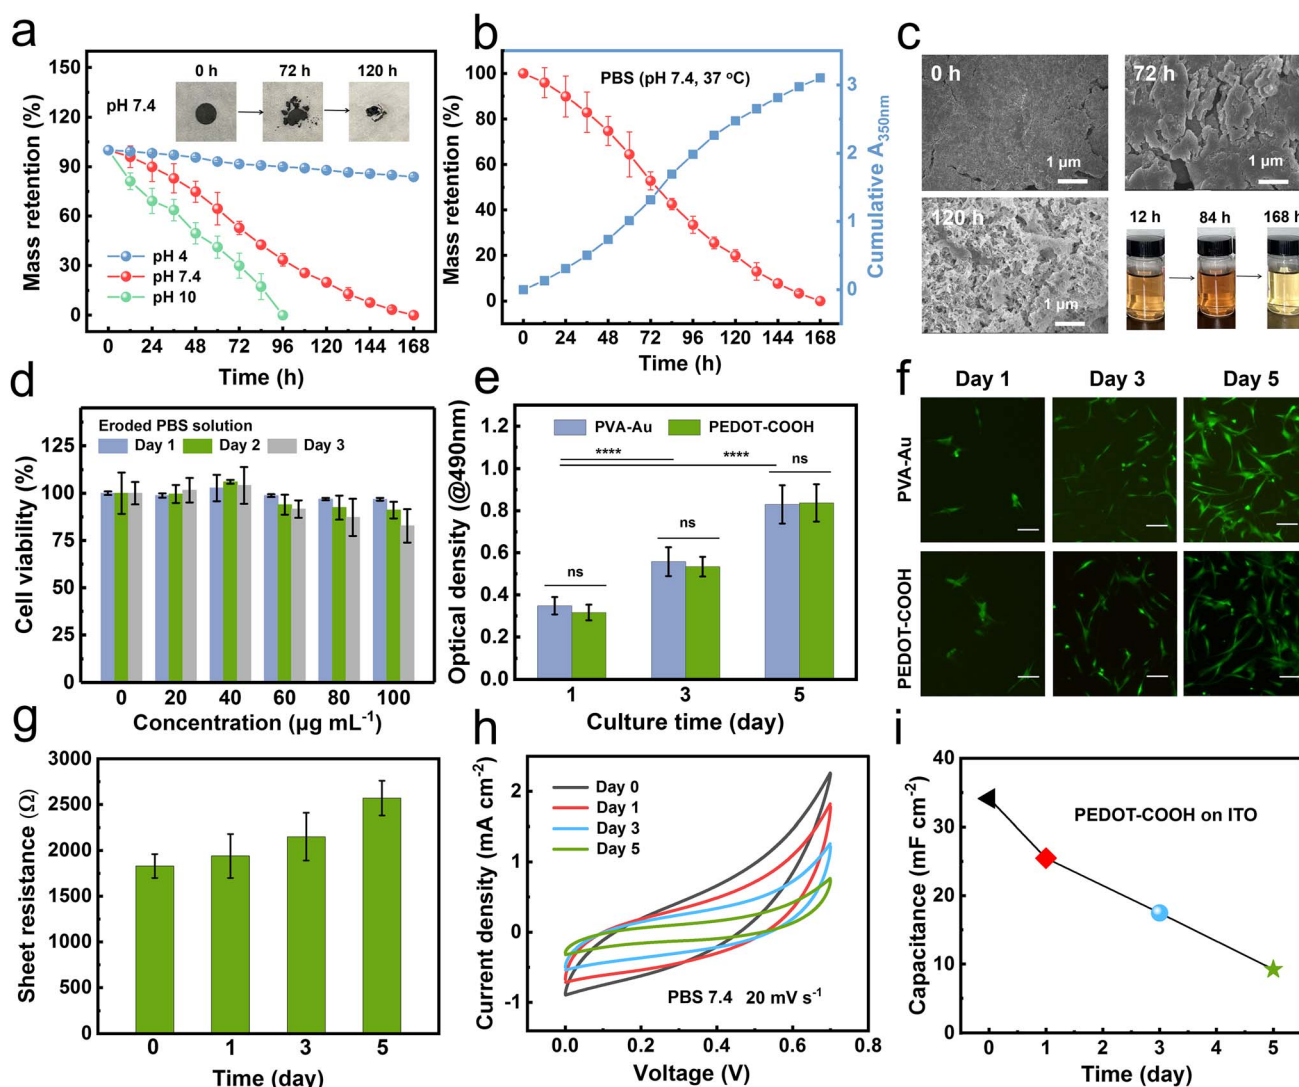 a
Mass retention (%)
150
120
90
60
30
0
0 h
72 h
120 h
pH 7.4
pH 4
pH 7.4
pH 10
0
24
48
72
96
120
144
168
Time (h)
b
Mass retention (%)
100
80
60
40
20
0
PBS (pH 7.4, 37 °C)
3
2
1
0
Cumulative A350nm
0
24
48
72
96
120
144
168
Time (h)
c
0 h
1 µm
72 h
1 µm
120 h
1 µm
12 h
84 h
168 h
d
Cell viability (%)
125
100
75
50
25
0
Eroded PBS solution
Day 1
Day 2
Day 3
0
20
40
60
80
100
Concentration (µg mL-1)
e
Optical density (@490nm)
1.2
1.0
0.8
0.6
0.4
0.2
PVA-Au
PEDOT-COOH
****
****
ns
ns
ns
1
3
5
Culture time (day)
f
Day 1
Day 3
Day 5
PVA-Au
PEDOT-COOH
g
Sheet resistance (Ω)
3000
2500
2000
1500
1000
500
0
0
1
3
5
Time (day)
h
Current density (mA cm-2)
2
1
0
-1
Day 0
Day 1
Day 3
Day 5
PBS 7.4 20 mV s-1
0.0
0.2
0.4
0.6
0.8
Voltage (V)
i
Capacitance (mF cm-2)
40
30
20
10
0
PEDOT-COOH on ITO
0
1
2
3
4
5
Time (day)